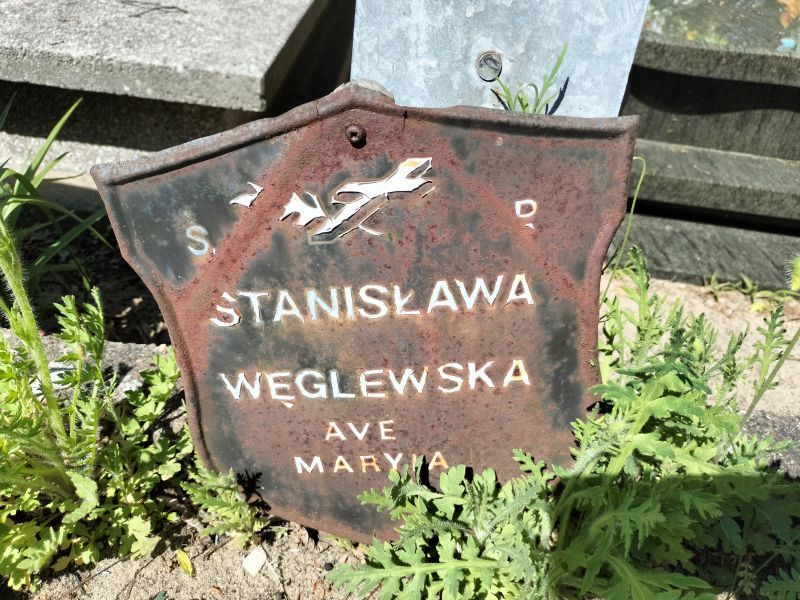 Ś. P.
STANISŁAWA
WĘGLEWSKA
AVE
MARYJA